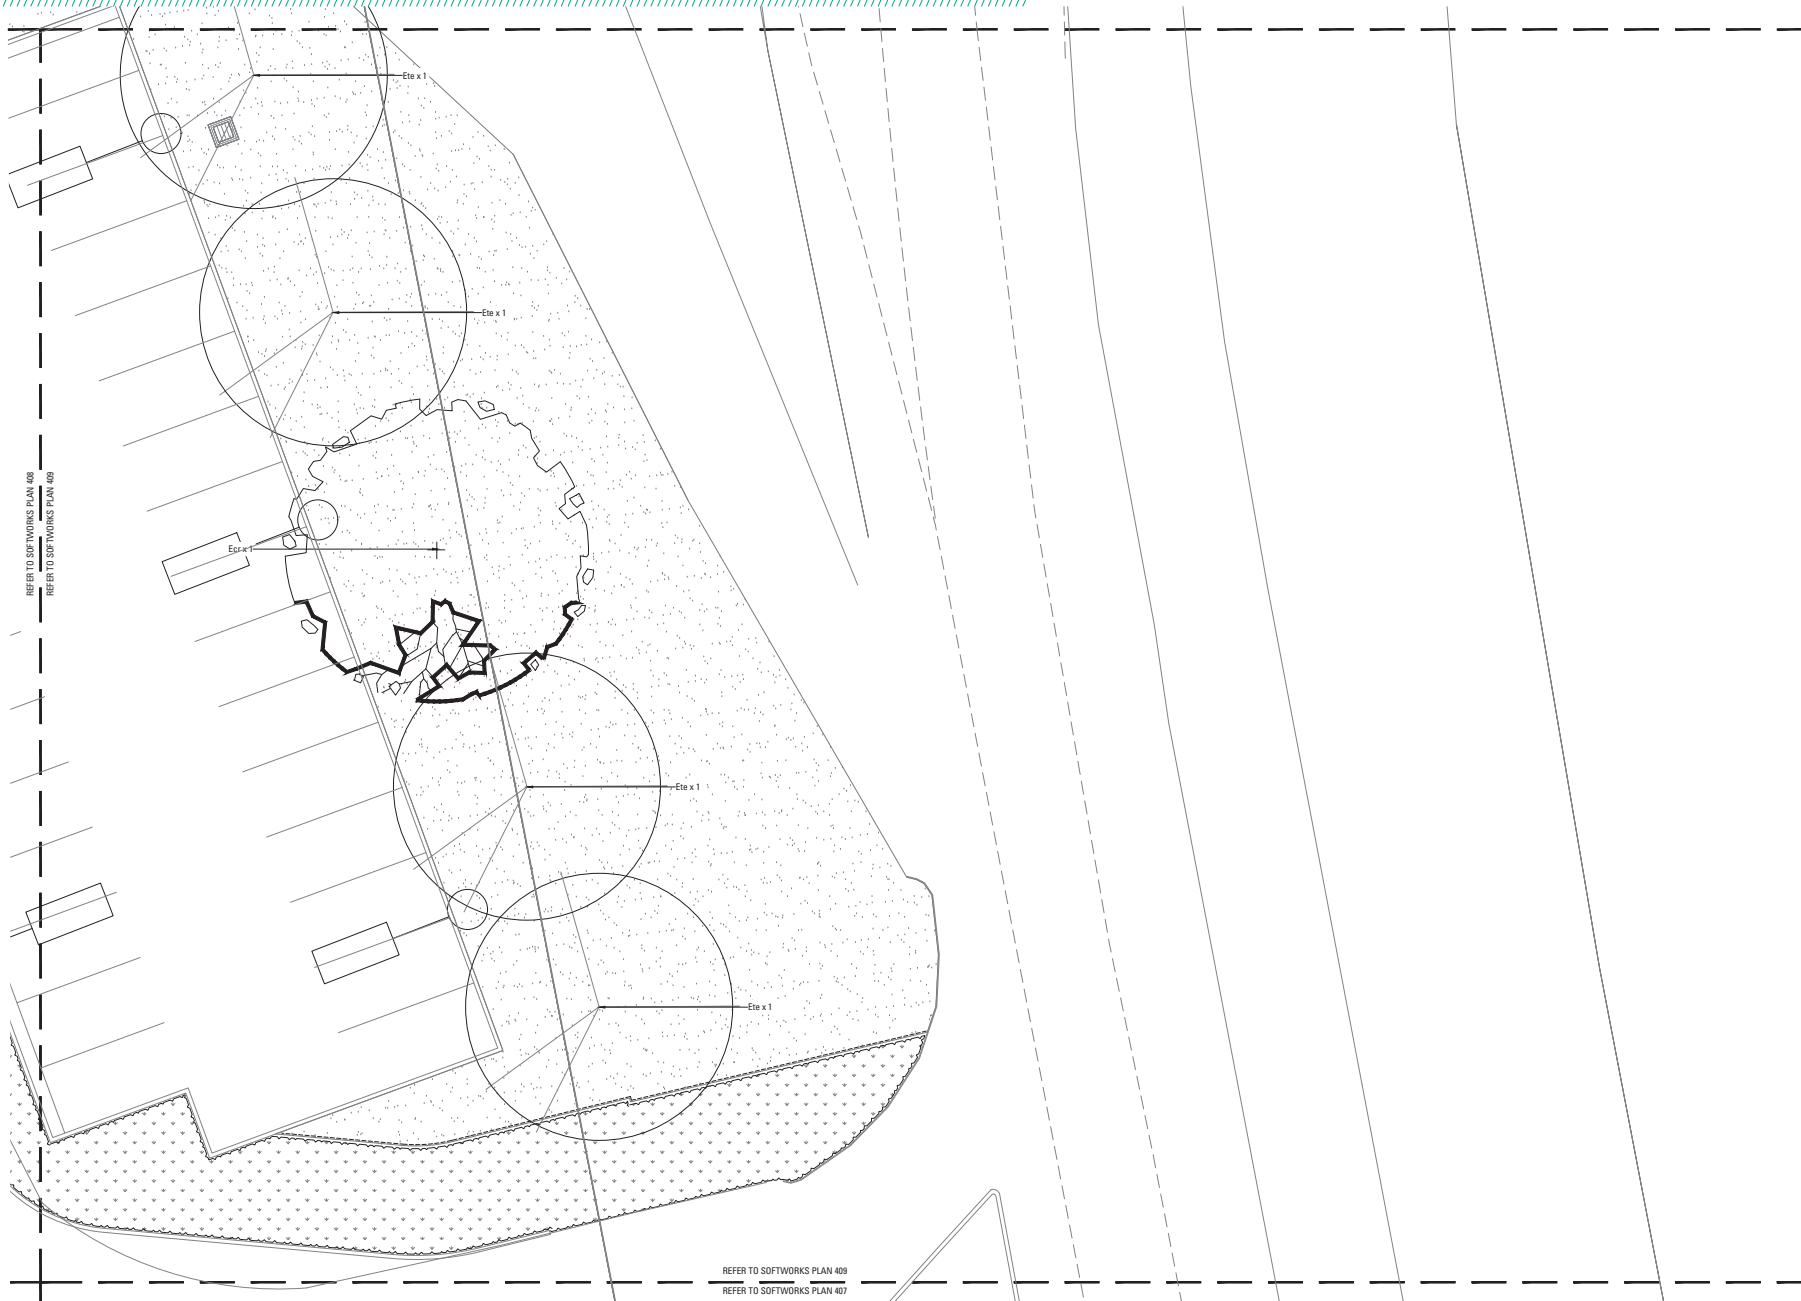 Ete x 1
Ete x 1
REFER TO SOFTWORKS PLAN 408
REFER TO SOFTWORKS PLAN 409
Ecr x 1
Ete x 1
Ete x 1
REFER TO SOFTWORKS PLAN 409
REFER TO SOFTWORKS PLAN 407